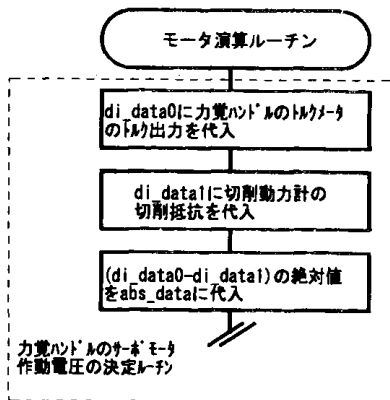 モータ演算ルーチン
di_data0に力覚ﾊﾝﾄﾞﾙのﾄﾙｸﾒｰﾀ
のﾄﾙｸ出力を代入
di_data1に切削動力計の
切削抵抗を代入
(di_data0-di_data1)の絶対値
をabs_dataに代入
力覚ﾊﾝﾄﾞﾙのｻｰﾎﾞﾓｰﾀ
作動電圧の決定ﾙｰﾁﾝ